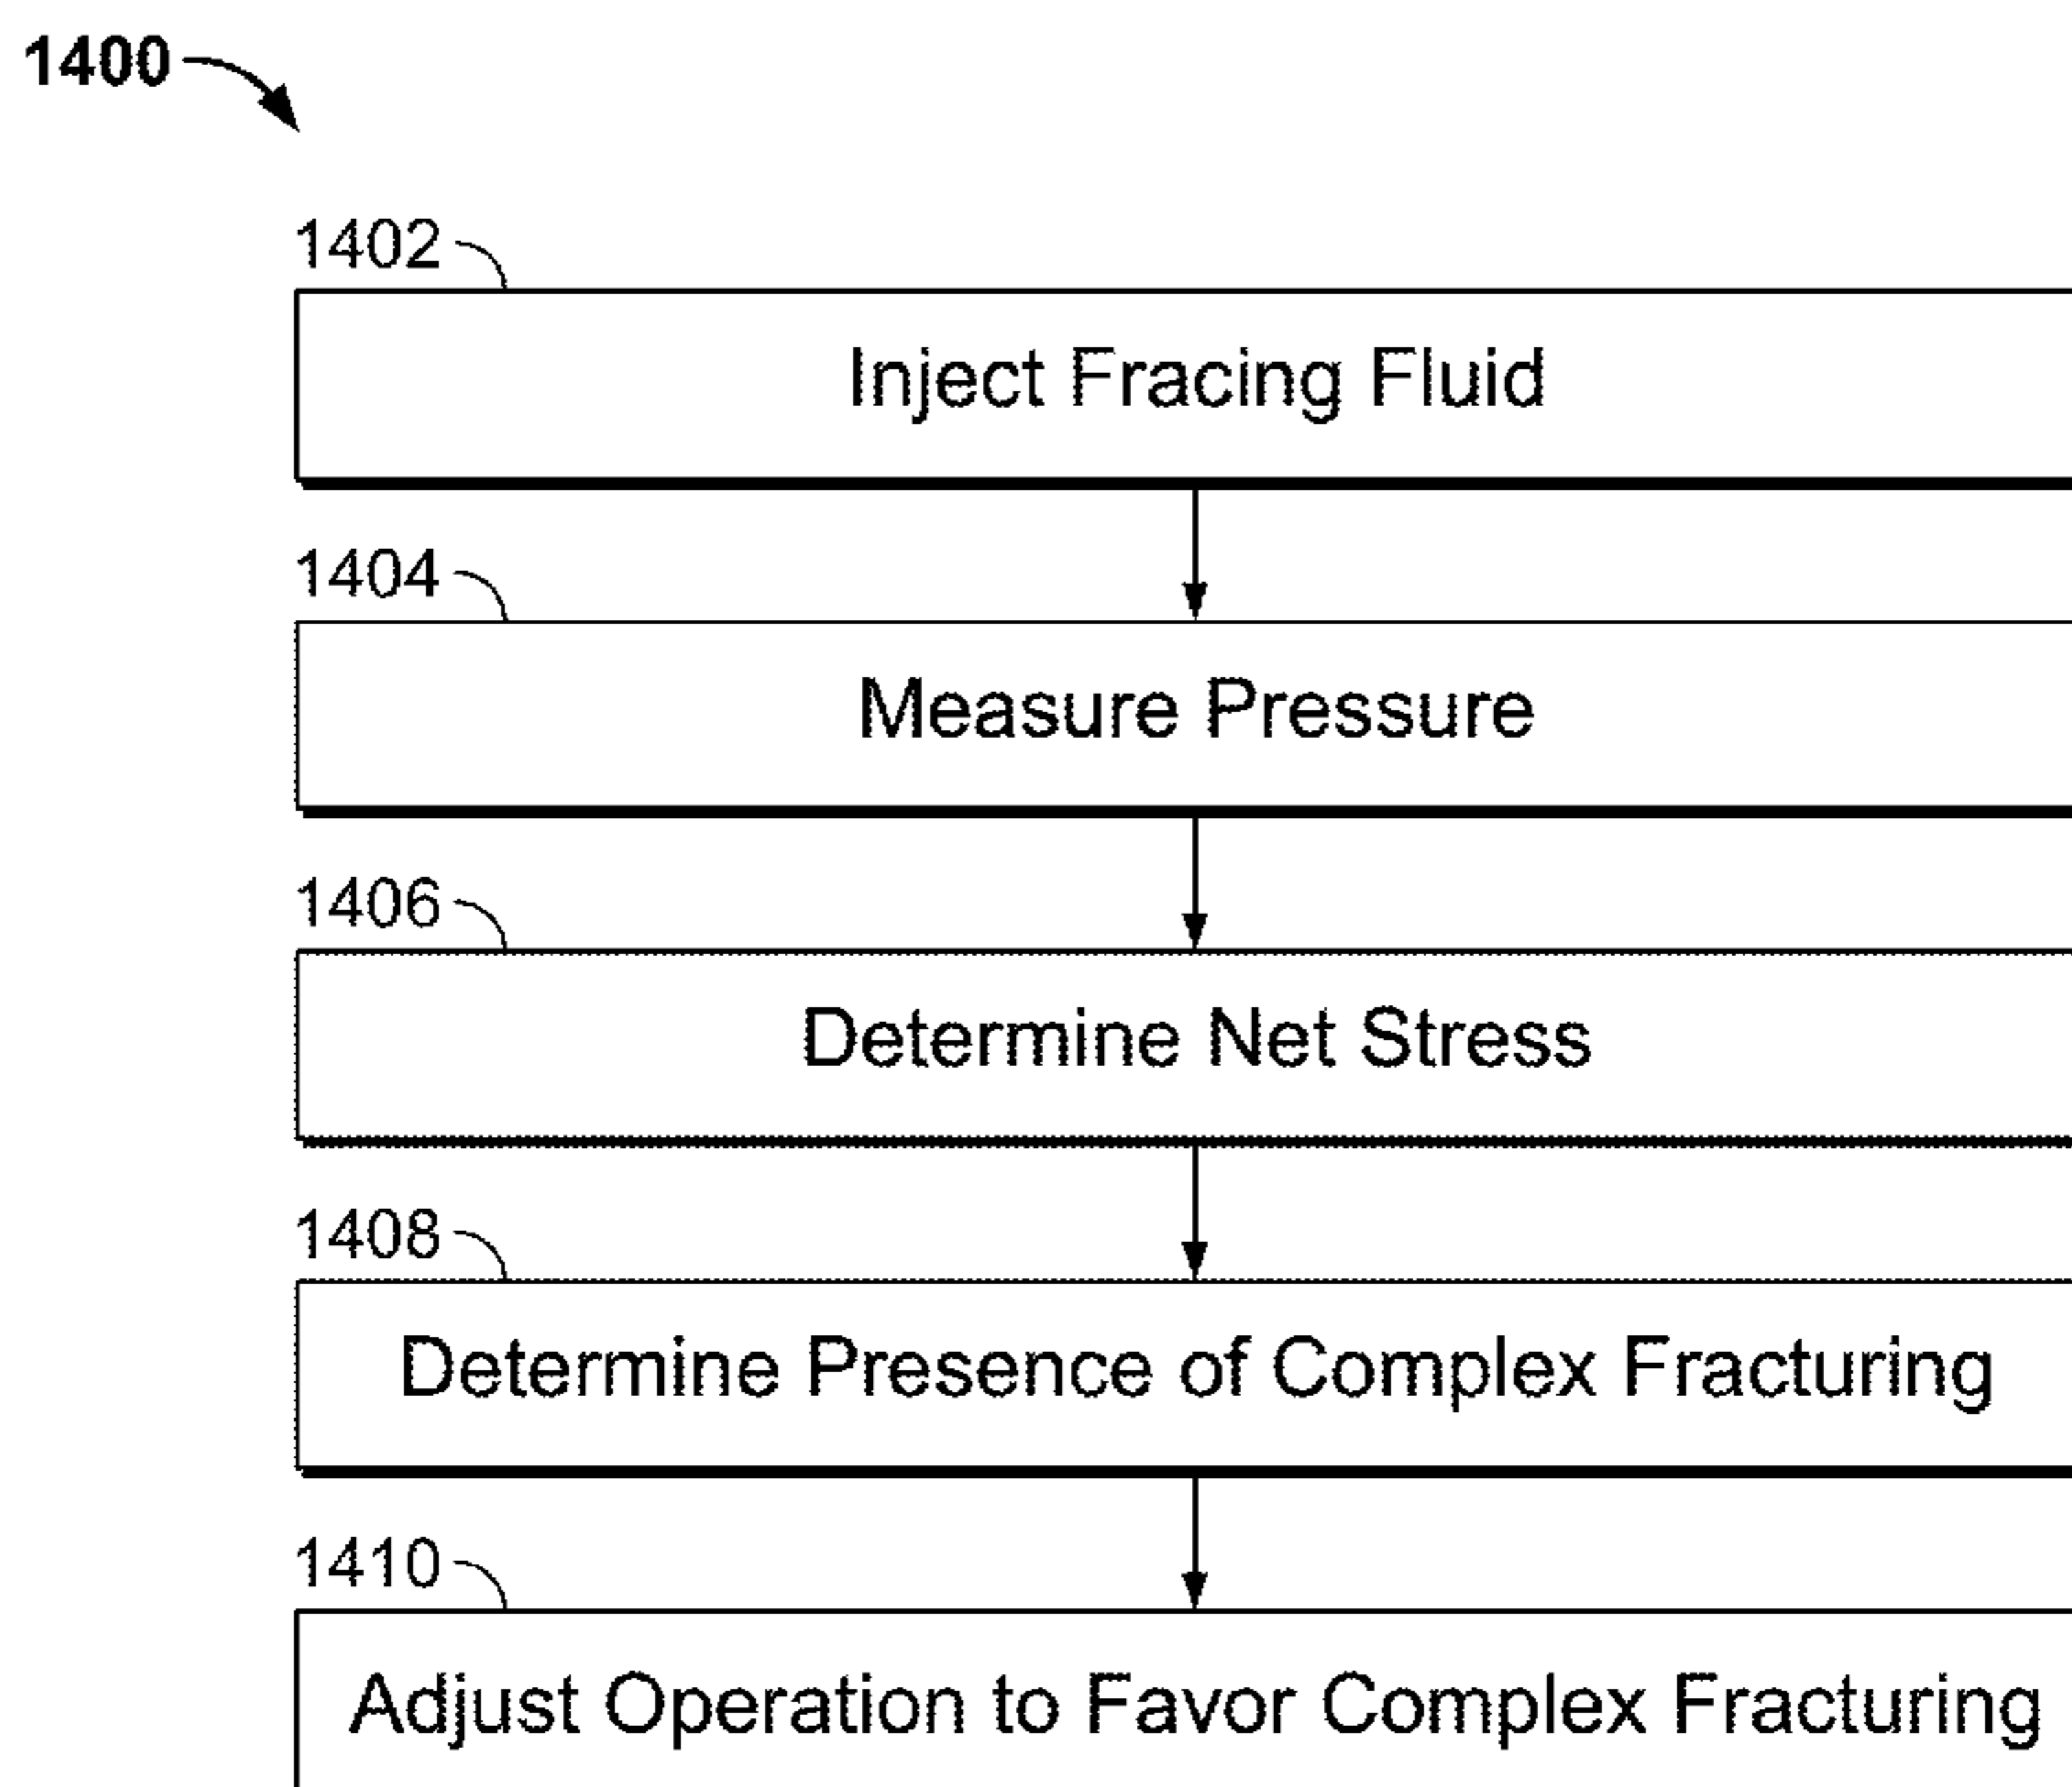 1400
1402
Inject Fracing Fluid
1404
Measure Pressure
1406
Determine Net Stress
1408
Determine Presence of Complex Fracturing
1410
Adjust Operation to Favor Complex Fracturing